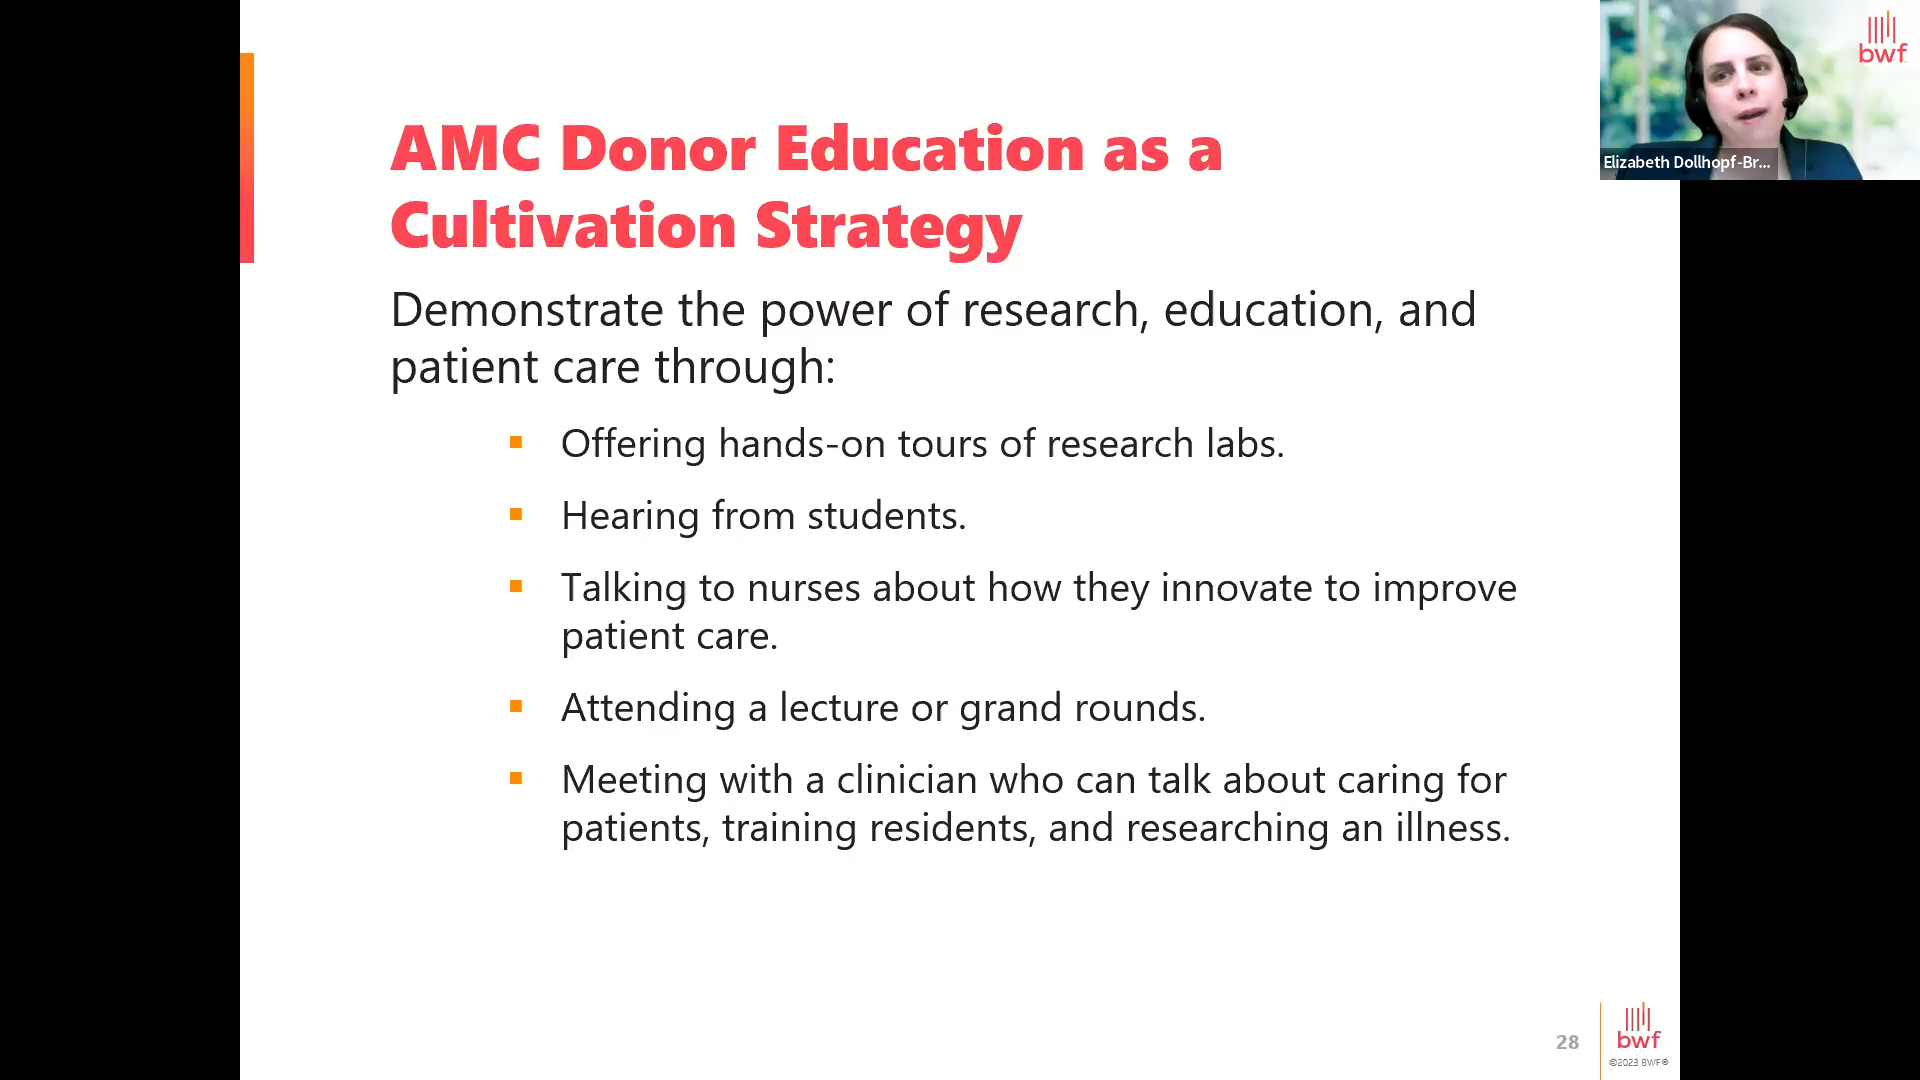 AMC Donor Education as a
Cultivation Strategy
Demonstrate the power of research, education, and
patient care through:
▪ Offering hands-on tours of research labs.
▪ Hearing from students.
▪ Talking to nurses about how they innovate to improve
patient care.
▪ Attending a lecture or grand rounds.
▪ Meeting with a clinician who can talk about caring for
patients, training residents, and researching an illness.
bwf
Elizabeth Dollhopf-Br...
28
bwf
©2023 BWF®